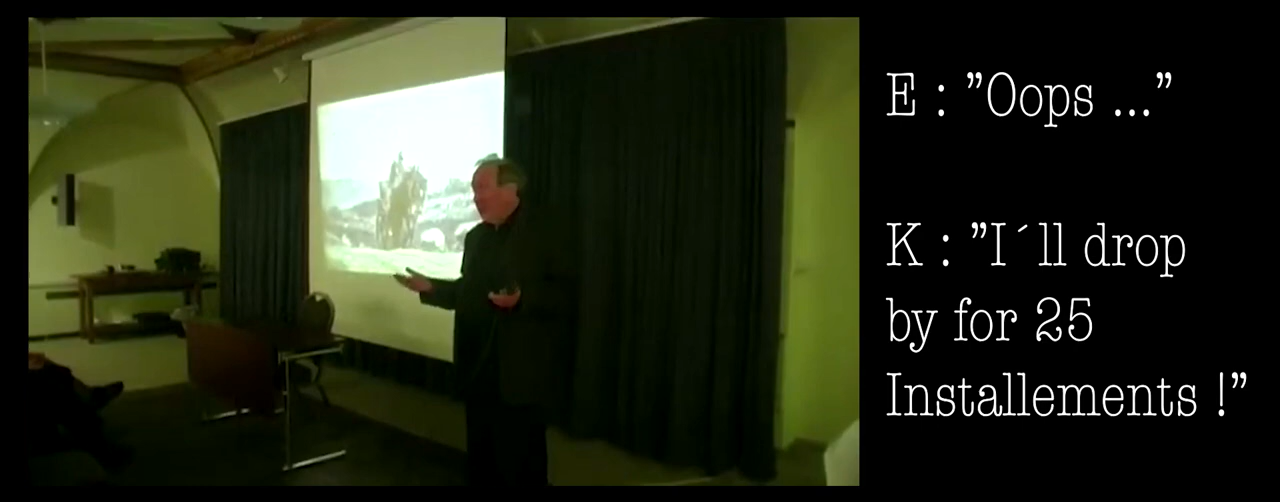 E : ”Oops ...”
K : ”I´ll drop
by for 25
Installements !”